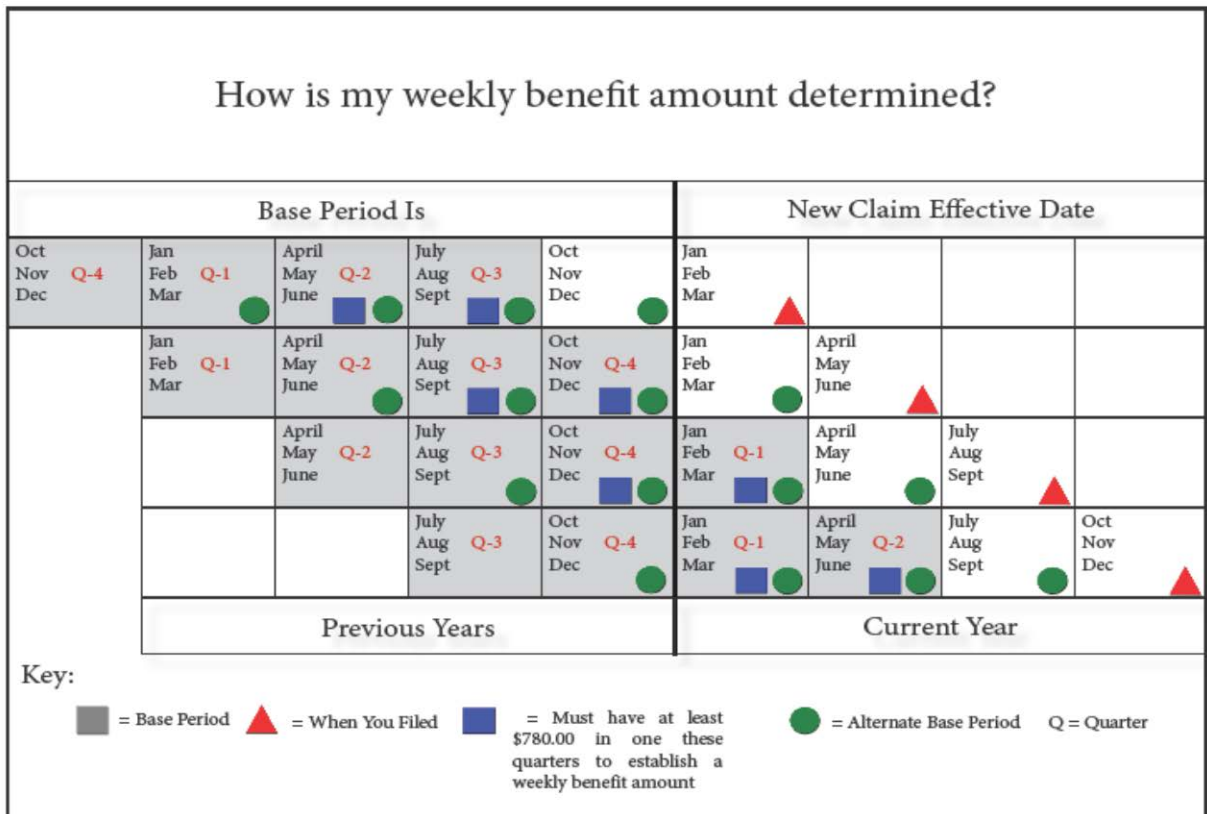 How is my weekly benefit amount determined?
Base Period Is
New Claim Effective Date
Oct
Nov Q-4
Dec
Jan
Feb Q-1
Mar
April
May Q-2
June
July
Aug Q-3
Sept
Oct
Nov
Dec
Jan
Feb
Mar
Jan
Feb Q-1
Mar
April
May Q-2
June
July
Aug Q-3
Sept
Oct
Nov Q-4
Dec
Jan
Feb
Mar
April
May
June
April
May Q-2
June
July
Aug Q-3
Sept
Oct
Nov Q-4
Dec
Jan
Feb Q-1
Mar
April
May
June
July
Aug
Sept
July
Aug Q-3
Sept
Oct
Nov Q-4
Dec
Jan
Feb Q-1
Mar
April
May Q-2
June
July
Aug
Sept
Oct
Nov
Dec
Previous Years
Current Year
Key:
= Base Period
= When You Filed
= Must have at least
$780.00 in one these
quarters to establish a
weekly benefit amount
= Alternate Base Period
Q = Quarter